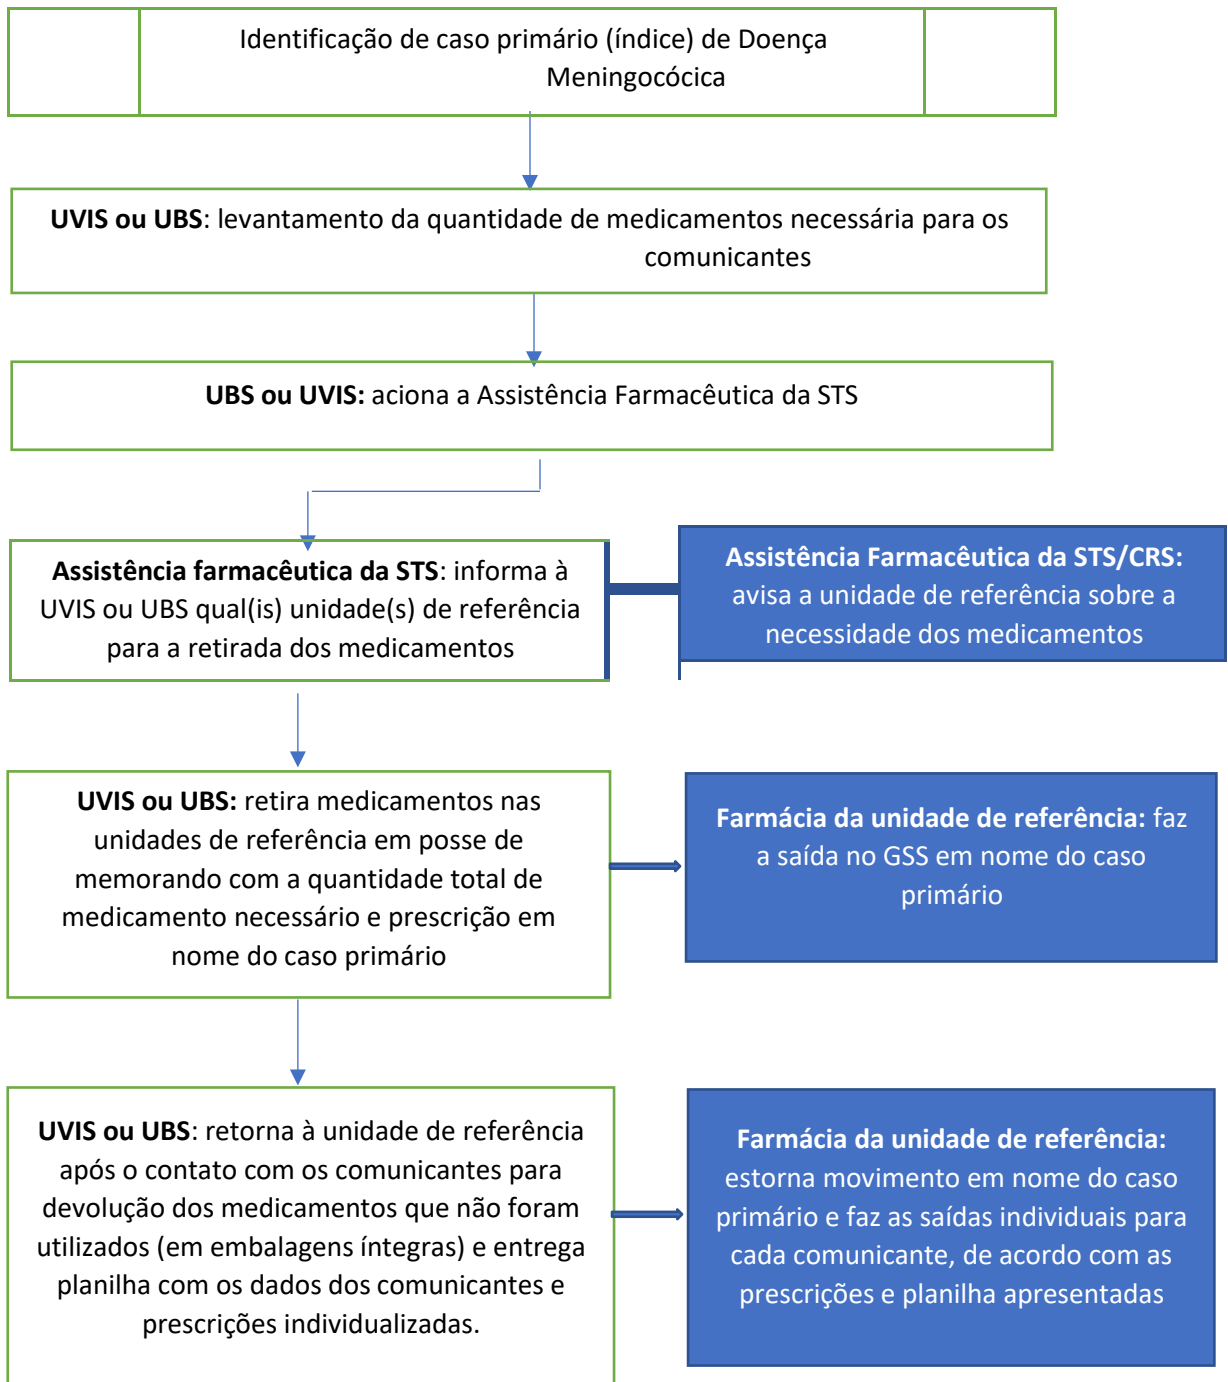 Identificação de caso primário (índice) de Doença
Meningocócica
UVIS ou UBS: levantamento da quantidade de medicamentos necessária para os
comunicantes
UBS ou UVIS: aciona a Assistência Farmacêutica da STS
Assistência farmacêutica da STS: informa à
UVIS ou UBS qual(is) unidade(s) de referência
para a retirada dos medicamentos
Assistência Farmacêutica da STS/CRS:
avisa a unidade de referência sobre a
necessidade dos medicamentos
UVIS ou UBS: retira medicamentos nas
unidades de referência em posse de
memorando com a quantidade total de
medicamento necessário e prescrição em
nome do caso primário
Farmácia da unidade de referência: faz
a saída no GSS em nome do caso
primário
UVIS ou UBS: retorna à unidade de referência
após o contato com os comunicantes para
devolução dos medicamentos que não foram
utilizados (em embalagens íntegras) e entrega
planilha com os dados dos comunicantes e
prescrições individualizadas.
Farmácia da unidade de referência:
estorna movimento em nome do caso
primário e faz as saídas individuais para
cada comunicante, de acordo com as
prescrições e planilha apresentadas